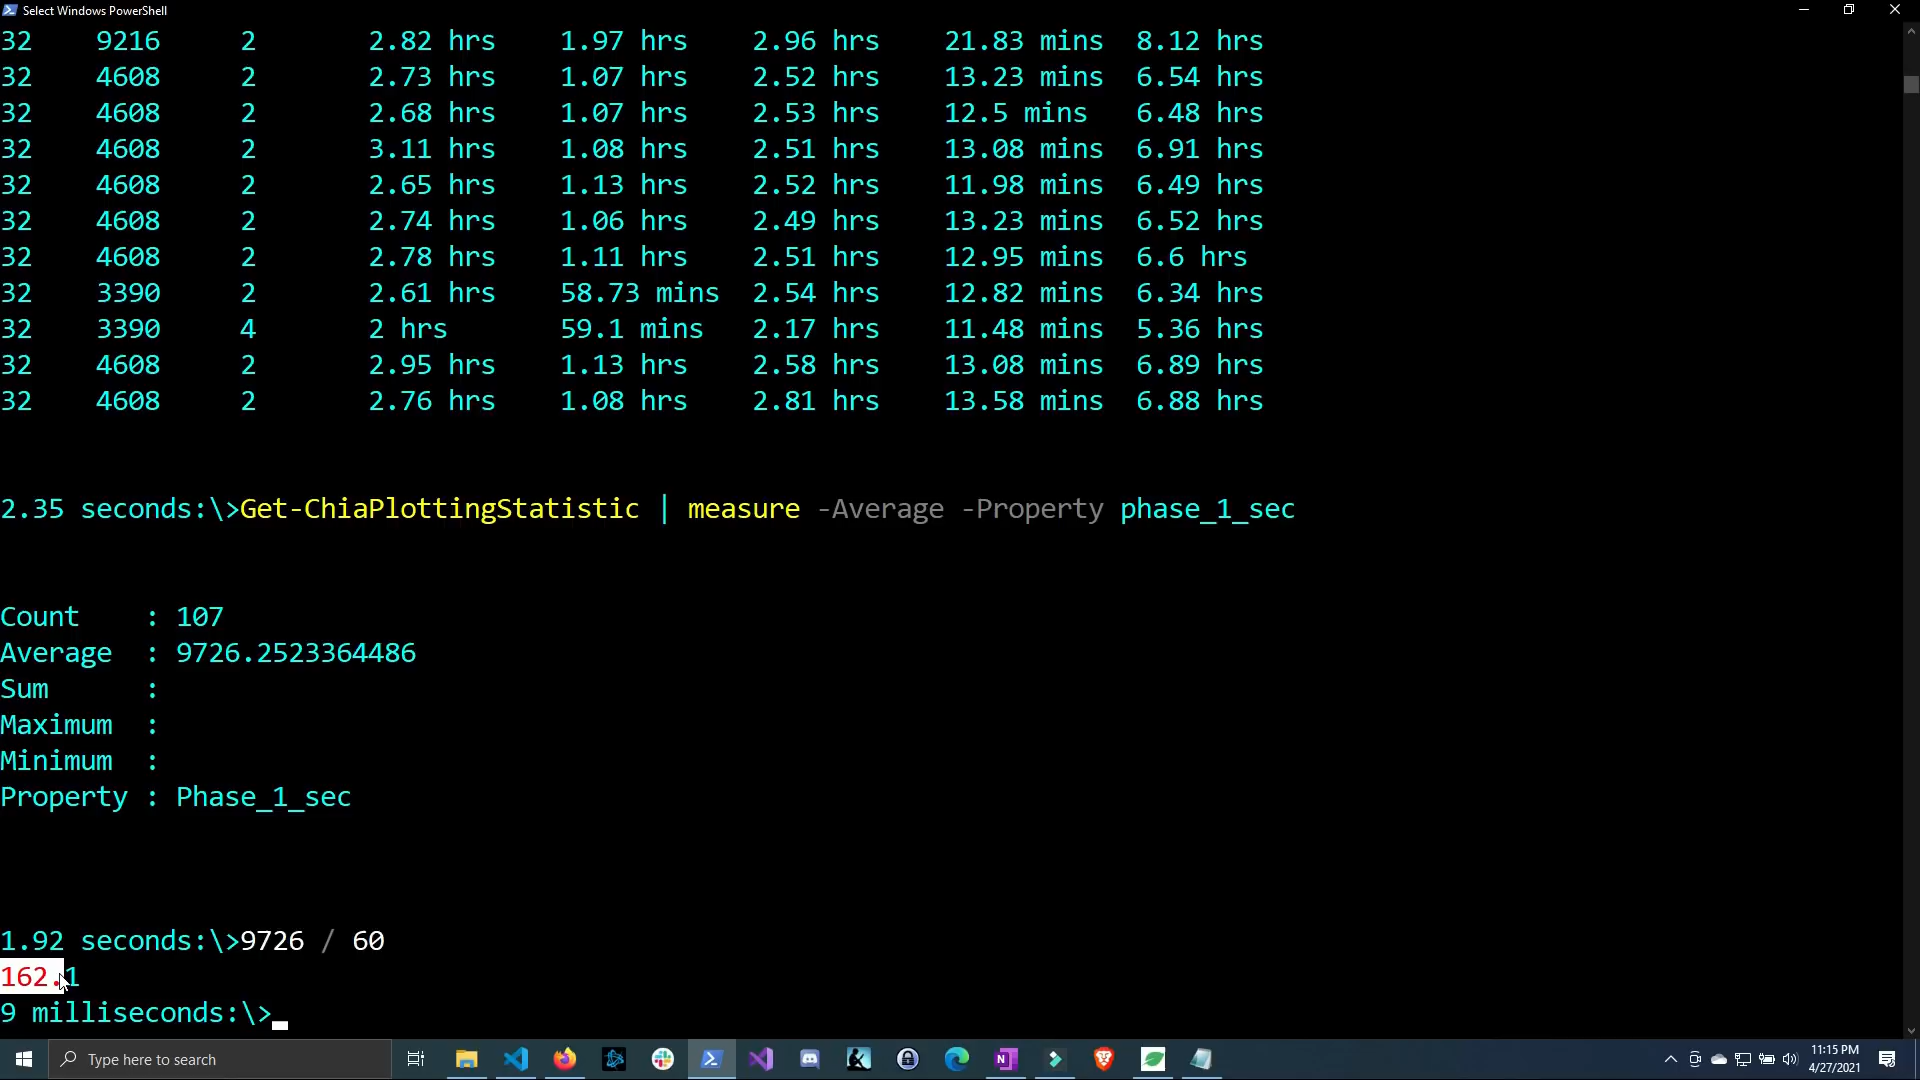 Select Windows PowerShell
32 9216 2 2.82 hrs 1.97 hrs 2.96 hrs 21.83 mins 8.12 hrs
32 4608 2 2.73 hrs 1.07 hrs 2.52 hrs 13.23 mins 6.54 hrs
32 4608 2 2.68 hrs 1.07 hrs 2.53 hrs 12.5 mins 6.48 hrs
32 4608 2 3.11 hrs 1.08 hrs 2.51 hrs 13.08 mins 6.91 hrs
32 4608 2 2.65 hrs 1.13 hrs 2.52 hrs 11.98 mins 6.49 hrs
32 4608 2 2.74 hrs 1.06 hrs 2.49 hrs 13.23 mins 6.52 hrs
32 4608 2 2.78 hrs 1.11 hrs 2.51 hrs 12.95 mins 6.6 hrs
32 3390 2 2.61 hrs 58.73 mins 2.54 hrs 12.82 mins 6.34 hrs
32 3390 4 2 hrs 59.1 mins 2.17 hrs 11.48 mins 5.36 hrs
32 4608 2 2.95 hrs 1.13 hrs 2.58 hrs 13.08 mins 6.89 hrs
32 4608 2 2.76 hrs 1.08 hrs 2.81 hrs 13.58 mins 6.88 hrs
2.35 seconds:\>Get-ChiaPlottingStatistic | measure -Average -Property phase_1_sec
Count : 107
Average : 9726.2523364486
Sum :
Maximum :
Minimum :
Property : Phase_1_sec
1.92 seconds:\>9726 / 60
162.1
9 milliseconds:\>
Type here to search
11:15 PM
4/27/2021